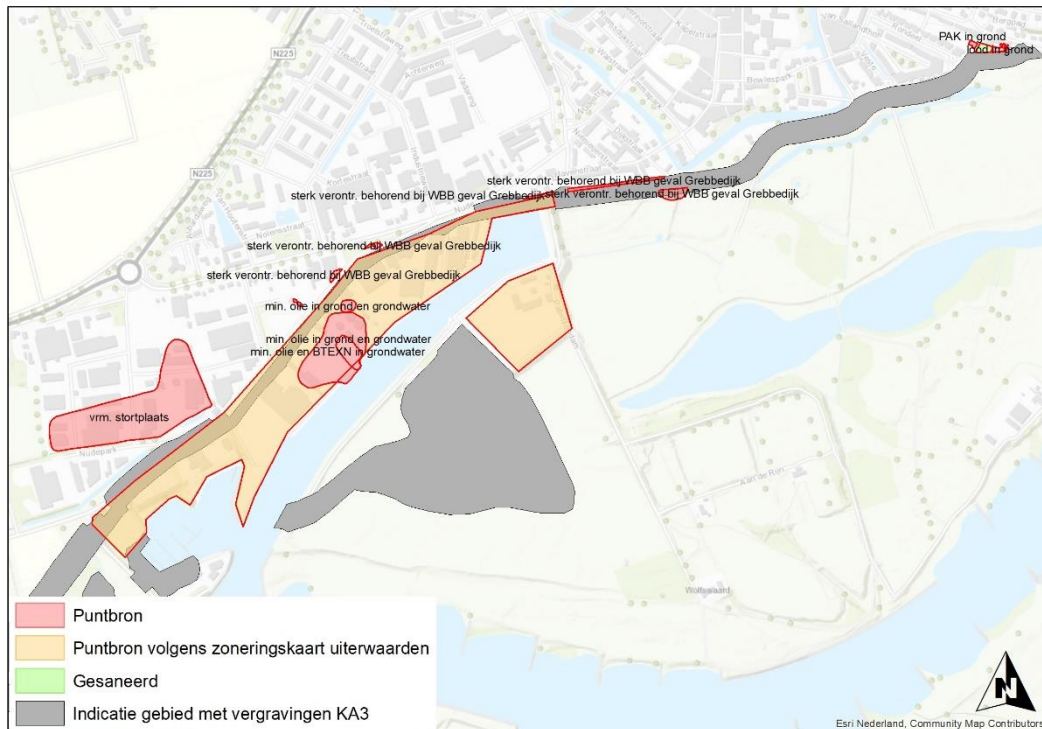 PAK in grond
lood in grond
N225
Bowlespark
sterk verontr. behorend bij WBB geval Grebbedijk
sterk verontr. behorend bij WBB geval Grebbedijk
sterk verontr. behorend bij WBB geval Grebbedijk
N225
sterk verontr. behorend bij WBB geval Grebbedijk
sterk verontr. behorend bij WBB geval Grebbedijk
min. olie in grond en grondwater
min. olie in grond en grondwater
min. olie en BTEXN in grondwater
vrm. stortplaats
Nudepark
Aan de Rijn
Wolfswaard
Puntbron
Puntbron volgens zoneringskaart uiterwaarden
Gesaneerd
Indicatie gebied met vergravingen KA3
N
Esri Nederland, Community Map Contributors